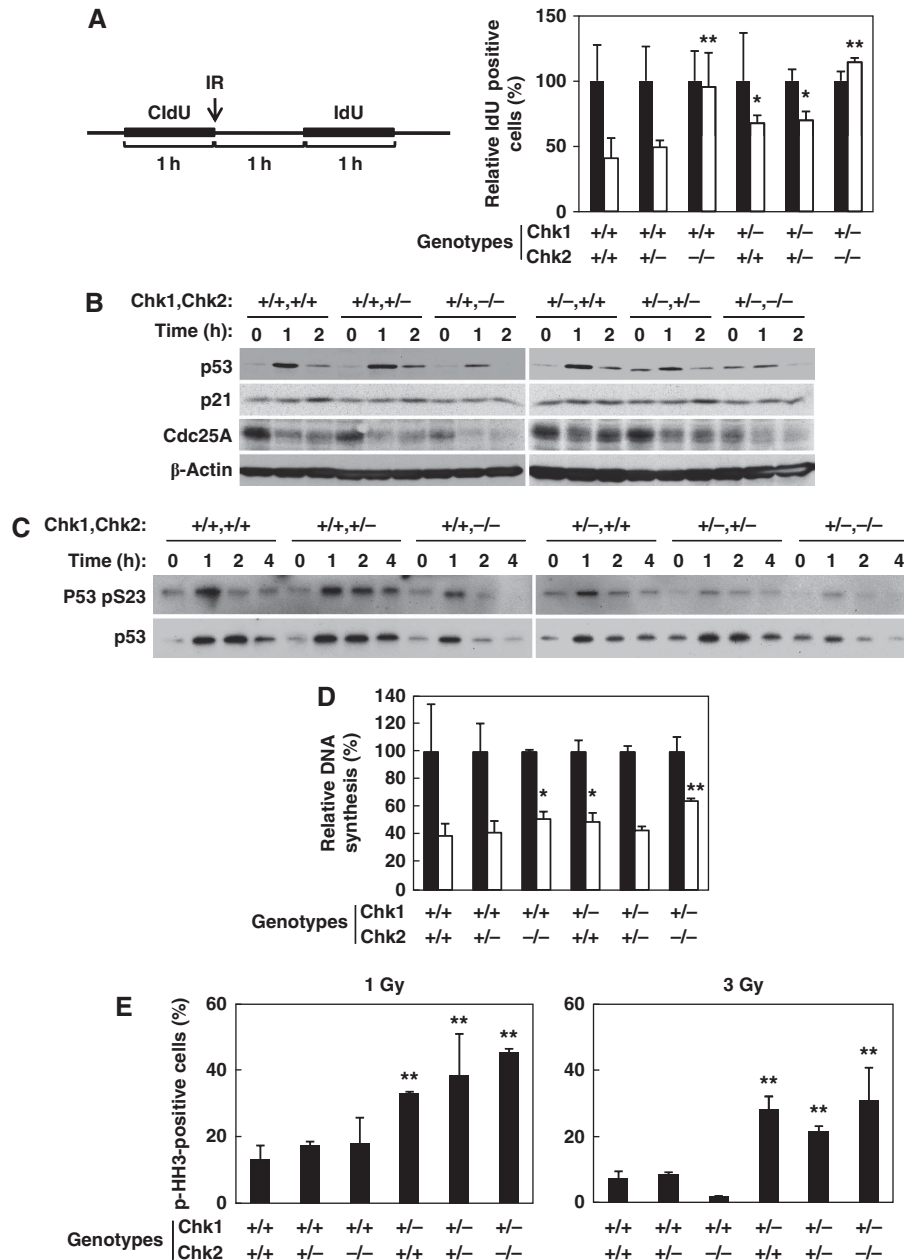 A
IR
CldU
IdU
1 h
1 h
1 h
Relative IdU positive
cells (%)
150
100
50
0
** * * **
Genotypes
Chk1 +/+ +/+ +/+ +/– +/– +/–
Chk2 +/+ +/– –/– +/+ +/– –/–
B
Chk1,Chk2: +/+,+/+ +/+,+/– +/+,–/– +/–,+/+ +/–,+/– +/–,–/–
Time (h): 0 1 2 0 1 2 0 1 2 0 1 2 0 1 2 0 1 2
p53
p21
Cdc25A
β-Actin
C
Chk1,Chk2: +/+,+/+ +/+,+/– +/+,–/– +/–,+/+ +/–,+/– +/–,–/–
Time (h): 0 1 2 4 0 1 2 4 0 1 2 4 0 1 2 4 0 1 2 4 0 1 2 4
P53 pS23
p53
D
Relative DNA
synthesis (%)
140
120
100
80
60
40
20
0
* * **
Genotypes
Chk1 +/+ +/+ +/+ +/– +/– +/–
Chk2 +/+ +/– –/– +/+ +/– –/–
E
1 Gy
p-HH3-positive cells (%)
60
40
20
0
** ** **
3 Gy
60
40
20
0
** ** **
Genotypes
Chk1 +/+ +/+ +/+ +/– +/– +/– +/+ +/+ +/+ +/– +/– +/–
Chk2 +/+ +/– –/– +/+ +/– –/– +/+ +/– –/– +/+ +/– –/–